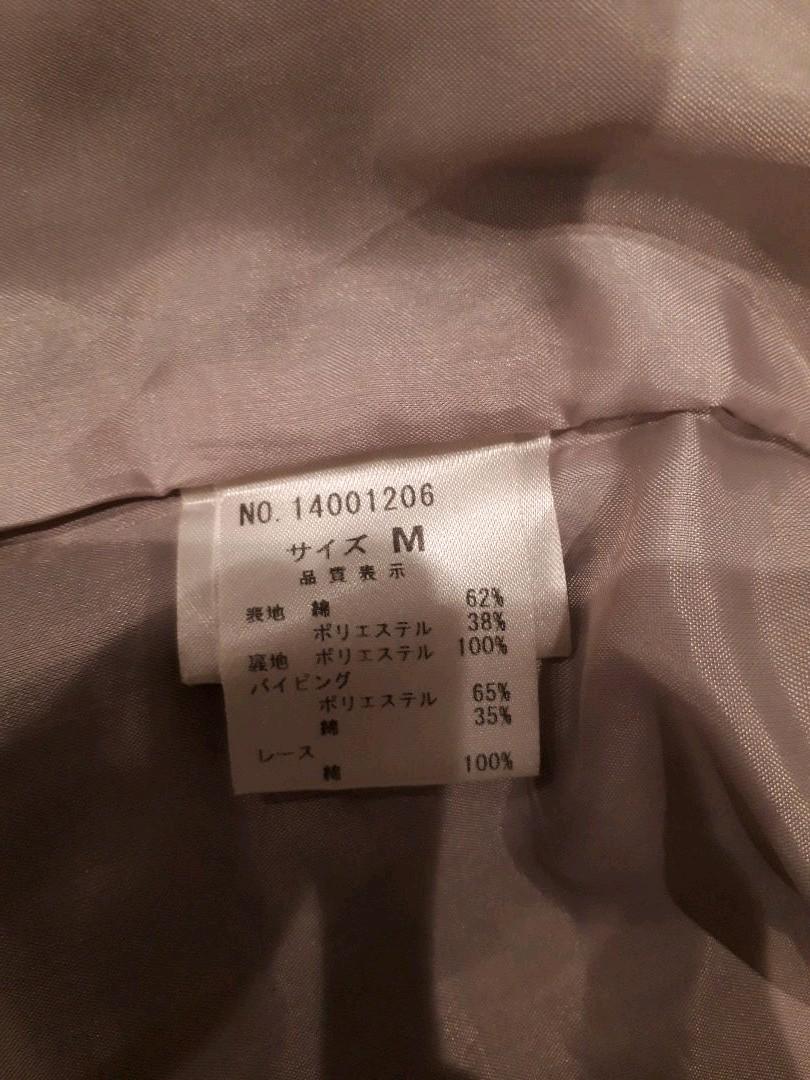 NO. 14001206
サイズ M
品質表示
表地 綿 62%
ポリエステル 38%
裏地 ポリエステル 100%
パイピング
ポリエステル 65%
綿 35%
レース
綿 100%